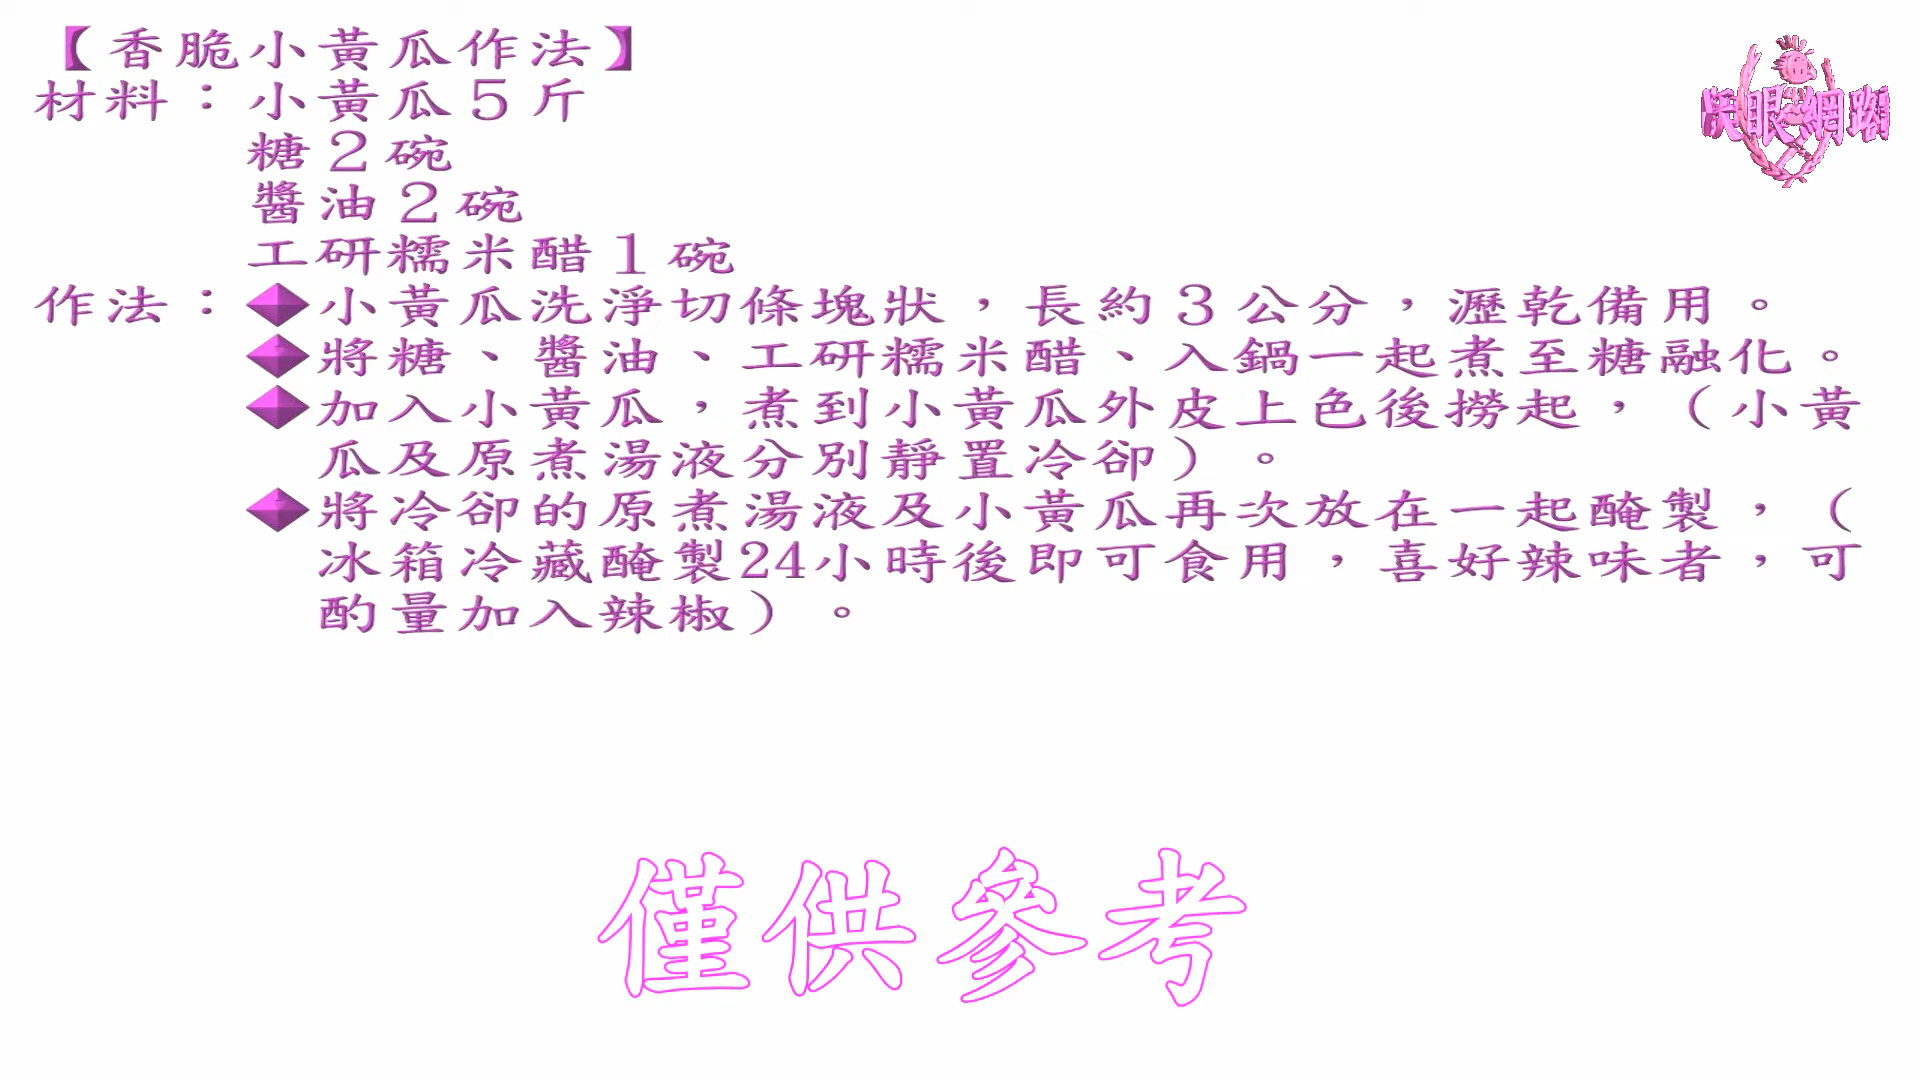 【香脆小黃瓜作法】
材料：小黃瓜５斤
糖２碗
醬油２碗
工研糯米醋１碗
作法：◆小黃瓜洗淨切條塊狀，長約３公分，瀝乾備用。
◆將糖、醬油、工研糯米醋、入鍋一起煮至糖融化。
◆加入小黃瓜，煮到小黃瓜外皮上色後撈起，（小黃
瓜及原煮湯液分別靜置冷卻）。
◆將冷卻的原煮湯液及小黃瓜再次放在一起醃製，（
冰箱冷藏醃製24小時後即可食用，喜好辣味者，可
酌量加入辣椒）。
僅供參考
眼網路